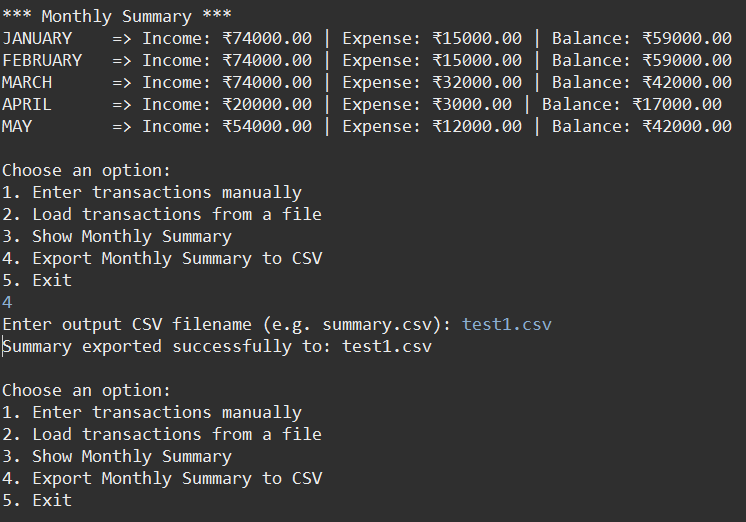 *** Monthly Summary ***
JANUARY    => Income: ₹74000.00 | Expense: ₹15000.00 | Balance: ₹59000.00
FEBRUARY   => Income: ₹74000.00 | Expense: ₹15000.00 | Balance: ₹59000.00
MARCH      => Income: ₹74000.00 | Expense: ₹32000.00 | Balance: ₹42000.00
APRIL      => Income: ₹20000.00 | Expense: ₹3000.00 | Balance: ₹17000.00
MAY        => Income: ₹54000.00 | Expense: ₹12000.00 | Balance: ₹42000.00

Choose an option:
1. Enter transactions manually
2. Load transactions from a file
3. Show Monthly Summary
4. Export Monthly Summary to CSV
5. Exit
4
Enter output CSV filename (e.g. summary.csv): test1.csv
Summary exported successfully to: test1.csv

Choose an option:
1. Enter transactions manually
2. Load transactions from a file
3. Show Monthly Summary
4. Export Monthly Summary to CSV
5. Exit